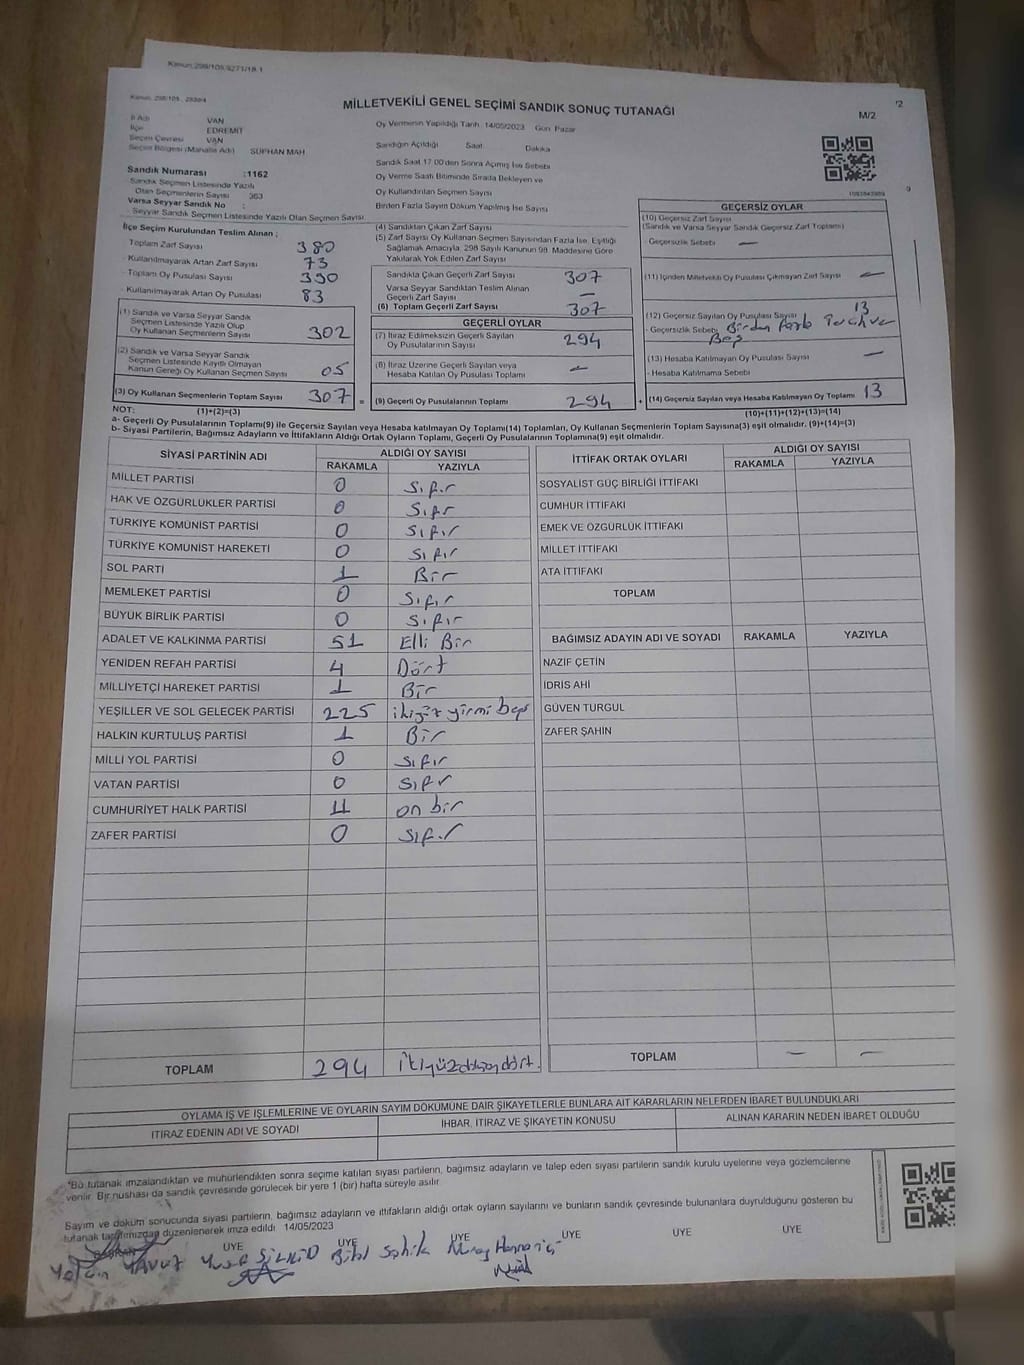 Kanun: 298/105,6271/18.1
Kanun: 298/105 , 2839/4
MİLLETVEKİLİ GENEL SEÇİMİ SANDIK SONUÇ TUTANAĞI
M/2
İl Adı VAN
İlçe EDREMİT
Seçim Çevresi VAN
Seçim Bölgesi (Mahalle Adı) SÜPHAN MAH
Sandık Numarası :1162
Sandık Seçmen Listesinde Yazılı
Olan Seçmenlerin Sayısı 363
Varsa Seyyar Sandık No :
- Seyyar Sandık Seçmen Listesinde Yazılı Olan Seçmen Sayısı
Oy Vermenin Yapıldığı Tarih 14/05/2023 Gün Pazar
Sandığın Açıldığı Saat Dakika
Sandık Saat 17.00'den Sonra Açılmış İse Sebebi
Oy Verme Saati Bitiminde Sırada Bekleyen ve
Oy Kullandırılan Seçmen Sayısı
Birden Fazla Sayım Döküm Yapılmış İse Sayısı
İlçe Seçim Kurulundan Teslim Alınan ;
Toplam Zarf Sayısı 380
- Kullanılmayarak Artan Zarf Sayısı 73
- Toplam Oy Pusulası Sayısı 390
- Kullanılmayarak Artan Oy Pusulası 83
(1) Sandık ve Varsa Seyyar Sandık
Seçmen Listesinde Yazılı Olup
Oy Kullanan Seçmenlerin Sayısı 302
(2) Sandık ve Varsa Seyyar Sandık
Seçmen Listesinde Kayıtlı Olmayan
Kanun Gereği Oy Kullanan Seçmen Sayısı 05
(3) Oy Kullanan Seçmenlerin Toplam Sayısı 307 =
(4) Sandıktan Çıkan Zarf Sayısı
(5) Zarf Sayısı Oy Kullanan Seçmen Sayısından Fazla İse, Eşitliği
Sağlamak Amacıyla, 298 Sayılı Kanunun 98. Maddesine Göre
Yakılarak Yok Edilen Zarf Sayısı
Sandıkta Çıkan Geçerli Zarf Sayısı 307
Varsa Seyyar Sandıktan Teslim Alınan
Geçerli Zarf Sayısı —
(6) Toplam Geçerli Zarf Sayısı 307
GEÇERLİ OYLAR
(7) İtiraz Edilmeksizin Geçerli Sayılan
Oy Pusulalarının Sayısı 294
(8) İtiraz Üzerine Geçerli Sayılan veya
Hesaba Katılan Oy Pusulası Toplamı —
(9) Geçerli Oy Pusulalarının Toplamı 294 +
GEÇERSİZ OYLAR
(10) Geçersiz Zarf Sayısı
(Sandık ve Varsa Seyyar Sandık Geçersiz Zarf Toplamı)
- Geçersizlik Sebebi —
(11) İçinden Milletvekili Oy Pusulası Çıkmayan Zarf Sayısı —
(12) Geçersiz Sayılan Oy Pusulası Sayısı 13
- Geçersizlik Sebebi Birden Fazla
(13) Hesaba Katılmayan Oy Pusulası Sayısı —
- Hesaba Katılmama Sebebi
(14) Geçersiz Sayılan veya Hesaba Katılmayan Oy Toplamı 13
NOT: (1)+(2)=(3) (10)+(11)+(12)+(13)=(14)
a- Geçerli Oy Pusulalarının Toplamı(9) ile Geçersiz Sayılan veya Hesaba katılmayan Oy Toplamı(14) Toplamları, Oy Kullanan Seçmenlerin Toplam Sayısına(3) eşit olmalıdır. (9)+(14)=(3)
b- Siyasi Partilerin, Bağımsız Adayların ve İttifakların Aldığı Ortak Oyların Toplamı, Geçerli Oy Pusulalarının Toplamına(9) eşit olmalıdır.
SİYASİ PARTİNİN ADI ALDIĞI OY SAYISI
RAKAMLA YAZIYLA
MİLLET PARTİSİ 0 Sıfır
HAK VE ÖZGÜRLÜKLER PARTİSİ 0 Sıfır
TÜRKİYE KOMÜNİST PARTİSİ 0 Sıfır
TÜRKİYE KOMÜNİST HAREKETİ 0 Sıfır
SOL PARTİ 1 Bir
MEMLEKET PARTİSİ 0 Sıfır
BÜYÜK BİRLİK PARTİSİ 0 Sıfır
ADALET VE KALKINMA PARTİSİ 51 Elli Bir
YENİDEN REFAH PARTİSİ 4 Dört
MİLLİYETÇİ HAREKET PARTİSİ 1 Bir
YEŞİLLER VE SOL GELECEK PARTİSİ 225 ikiyüz yirmi beş
HALKIN KURTULUŞ PARTİSİ 1 Bir
MİLLİ YOL PARTİSİ 0 Sıfır
VATAN PARTİSİ 0 Sıfır
CUMHURİYET HALK PARTİSİ 11 on bir
ZAFER PARTİSİ 0 Sıfır
TOPLAM 294 ikiyüzdoksandört.
İTTİFAK ORTAK OYLARI ALDIĞI OY SAYISI
RAKAMLA YAZIYLA
SOSYALİST GÜÇ BİRLİĞİ İTTİFAKI
CUMHUR İTTİFAKI
EMEK VE ÖZGÜRLÜK İTTİFAKI
MİLLET İTTİFAKI
ATA İTTİFAKI
TOPLAM
BAĞIMSIZ ADAYIN ADI VE SOYADI RAKAMLA YAZIYLA
NAZİF ÇETİN
İDRİS AHİ
GÜVEN TURGUL
ZAFER ŞAHİN
TOPLAM — —
OYLAMA İŞ VE İŞLEMLERİNE VE OYLARIN SAYIM DÖKÜMÜNE DAİR ŞİKAYETLERLE BUNLARA AİT KARARLARIN NELERDEN İBARET BULUNDUKLARI
İTİRAZ EDENİN ADI VE SOYADI İHBAR, İTİRAZ VE ŞİKAYETİN KONUSU ALINAN KARARIN NEDEN İBARET OLDUĞU
*Bu tutanak imzalandıktan ve mühürlendikten sonra seçime katılan siyasi partilerin, bağımsız adayların ve talep eden siyasi partilerin sandık kurulu üyelerine veya gözlemcilerine
verilir. Bir nushası da sandık çevresinde görülecek bir yere 1 (bir) hafta süreyle asılır.
Sayım ve döküm sonucunda siyasi partilerin, bağımsız adayların ve ittifakların aldığı ortak oyların sayılarını ve bunların sandık çevresinde bulunanlara duyrulduğunu gösteren bu
tutanak tarafımızdan düzenlenerek imza edildi. 14/05/2023
BAŞKAN ÜYE ÜYE ÜYE ÜYE ÜYE ÜYE
Yalçın YAVUZ Yusuf